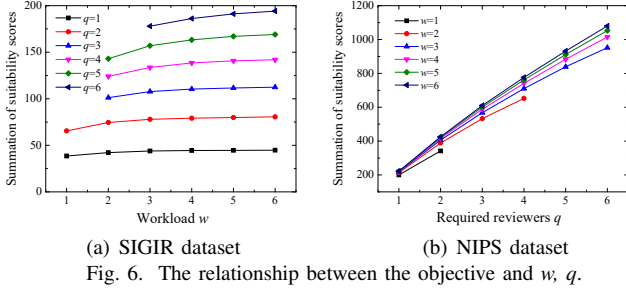 200
175
150
125
100
75
50
25
0
Summation of suitability scores
q=1
q=2
q=3
q=4
q=5
q=6
1 2 3 4 5 6
Workload w
(a) SIGIR dataset
1200
1000
800
600
400
200
Summation of suitability scores
w=1
w=2
w=3
w=4
w=5
w=6
1 2 3 4 5 6
Required reviewers q
(b) NIPS dataset
Fig. 6. The relationship between the objective and w, q.